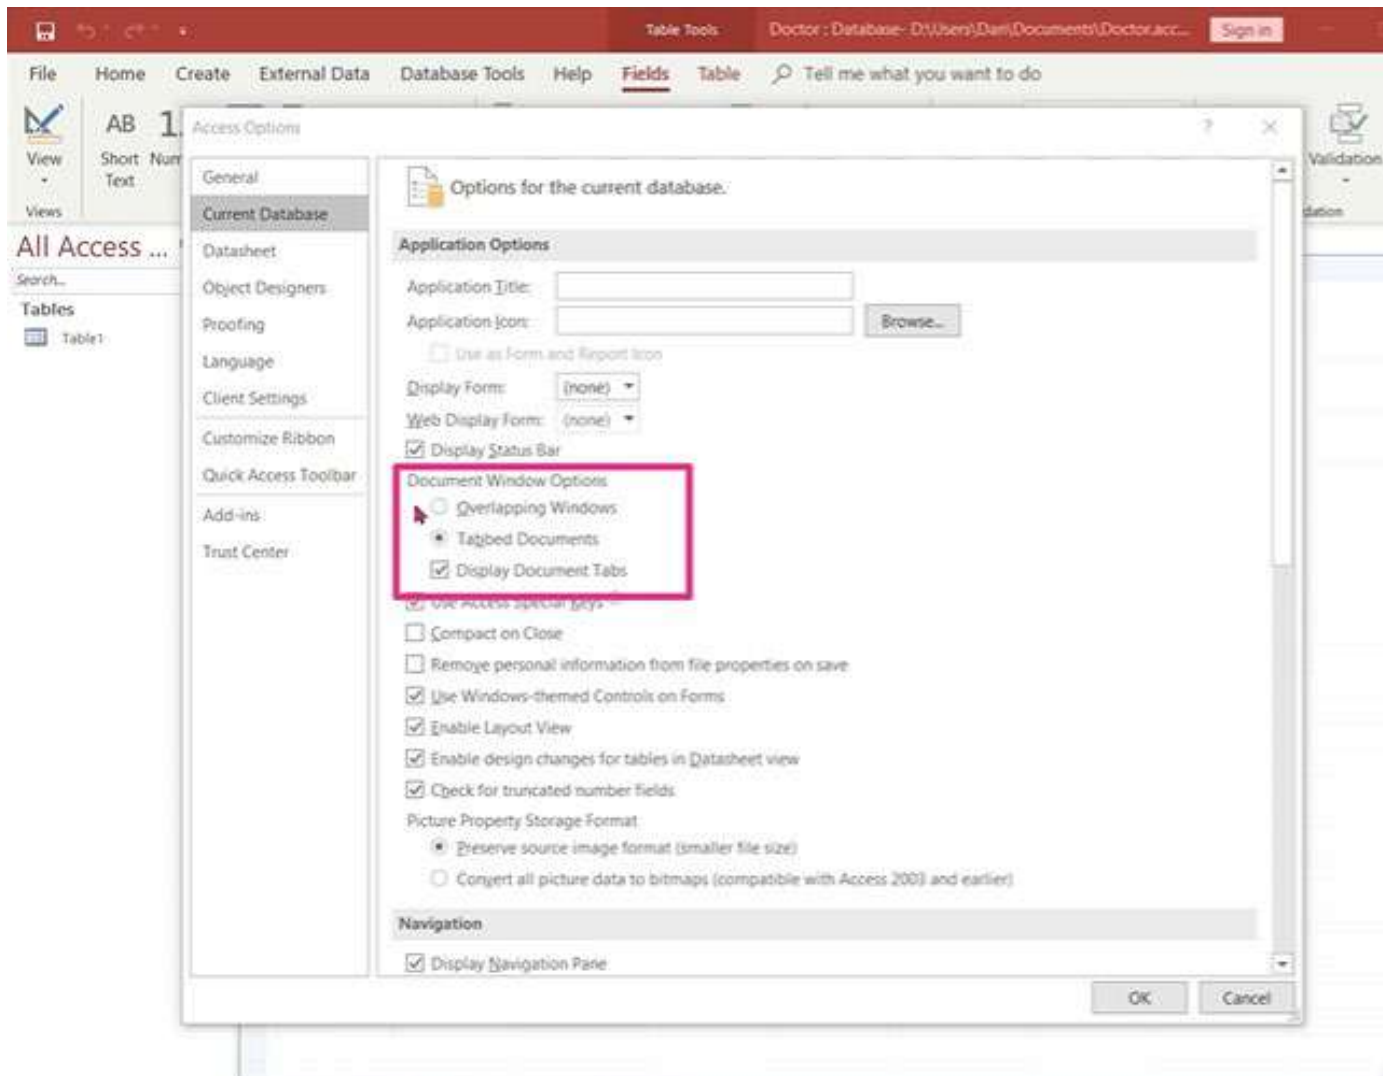 Table Tools
Doctor : Database- D:\Users\Dan\Documents\Doctor.acc...
Sign in
File Home Create External Data Database Tools Help Fields Table Tell me what you want to do
View
AB
Short Text
Views
Validation
All Access ...
Search...
Tables
Table1
Access Options
?
General
Current Database
Datasheet
Object Designers
Proofing
Language
Client Settings
Customize Ribbon
Quick Access Toolbar
Add-ins
Trust Center
Options for the current database.
Application Options
Application Title:
Application Icon:
Browse...
Use as Form and Report Icon
Display Form: (none)
Web Display Form: (none)
Display Status Bar
Document Window Options
Overlapping Windows
Tabbed Documents
Display Document Tabs
Use Access Special Keys
Compact on Close
Remove personal information from file properties on save
Use Windows-themed Controls on Forms
Enable Layout View
Enable design changes for tables in Datasheet view
Check for truncated number fields
Picture Property Storage Format
Preserve source image format (smaller file size)
Convert all picture data to bitmaps (compatible with Access 2003 and earlier)
Navigation
Display Navigation Pane
OK
Cancel